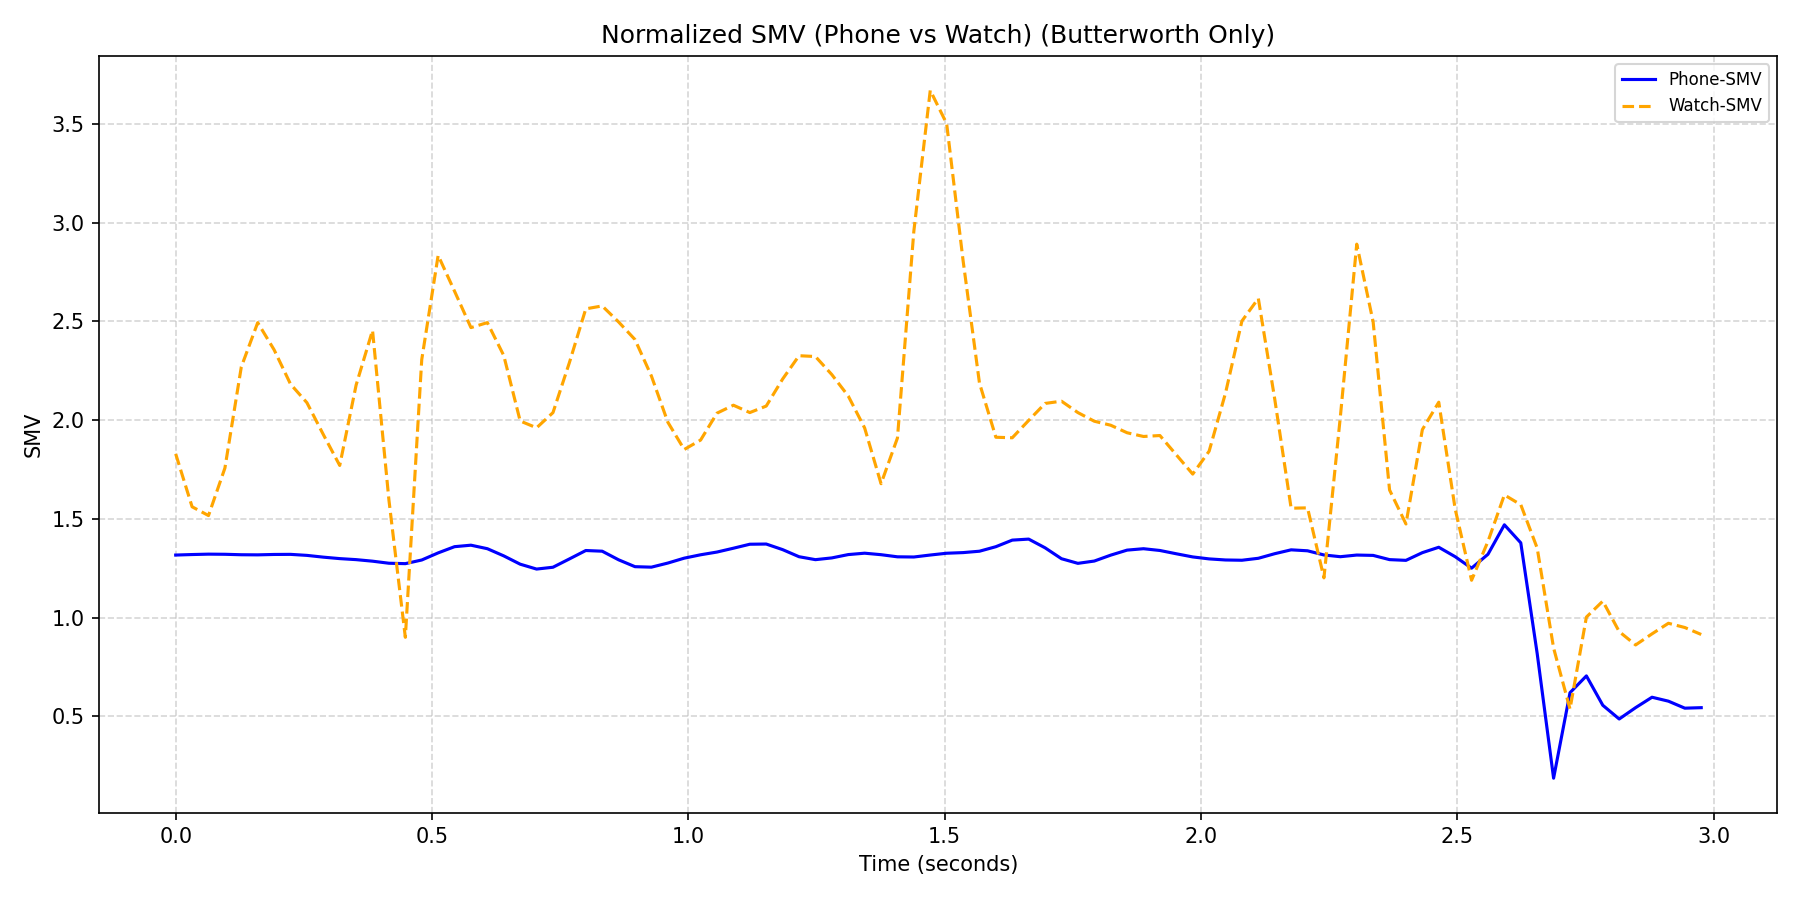 Normalized SMV (Phone vs Watch) (Butterworth Only)
Phone-SMV
Watch-SMV
SMV
3.5
3.0
2.5
2.0
1.5
1.0
0.5
0.0 0.5 1.0 1.5 2.0 2.5 3.0
Time (seconds)